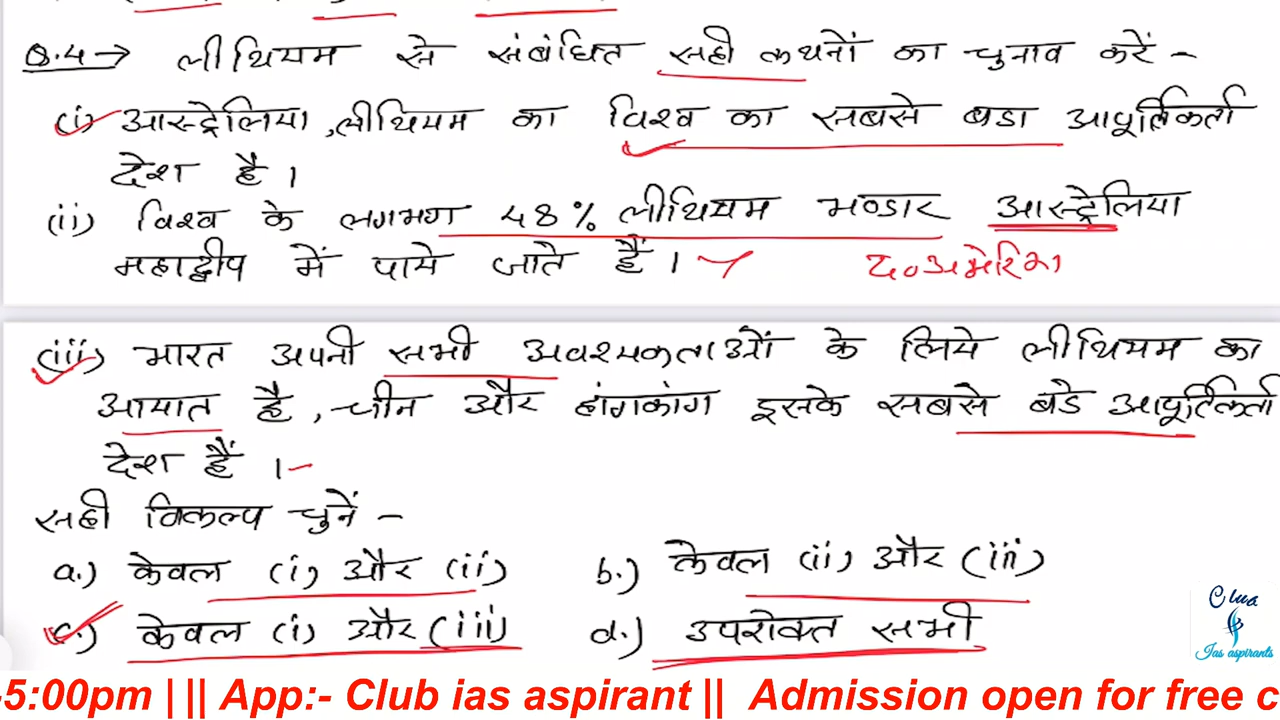 Q.4→ लीथियम से संबंधित सही कथनों का चुनाव करें -
(i) आस्ट्रेलिया, लीथियम का विश्व का सबसे बडा आपूर्तिकर्ता
देश है।
(ii) विश्व के लगभग 48% लीथियम भण्डार आस्ट्रेलिया
महाद्वीप में पाये जाते हैं।
द० अमेरिका
(iii) भारत अपनी सभी अवश्यकताओं के लिये लीथियम का
आयात है, चीन और हांगकांग इसके सबसे बडे आपूर्तिकर्ता
देश हैं ।
सही विकल्प चुनें -
a.) केवल (i) और (ii) b.) केवल (ii) और (iii)
c.) केवल (i) और (iii) d.) उपरोक्त सभी
Club
Ias aspirants
-5:00pm | || App:- Club ias aspirant || Admission open for free c